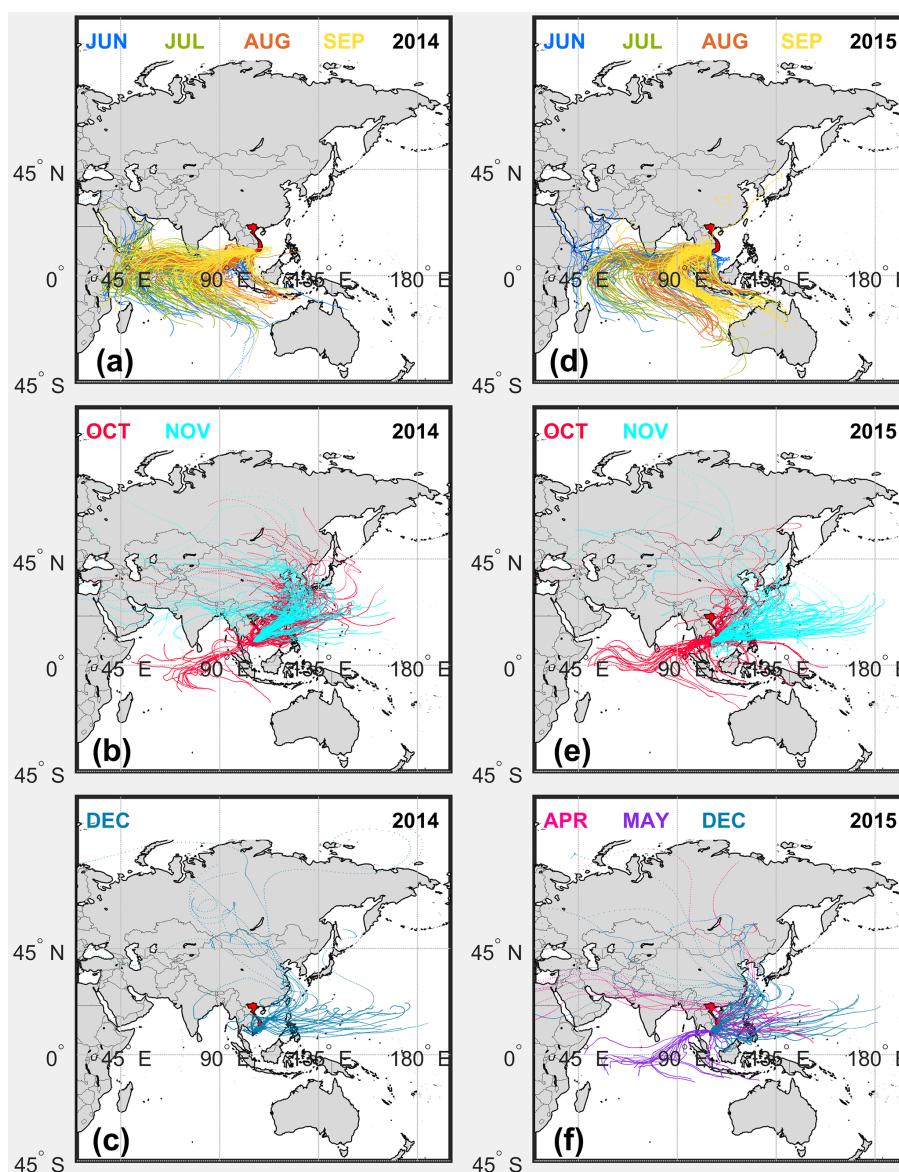 JUN JUL AUG SEP 2014
45° N
0° 45° E 90° E 135° E 180° E
(a)
45° S
JUN JUL AUG SEP 2015
45° N
0° 45° E 90° E 135° E 180° E
(d)
45° S
OCT NOV 2014
45° N
0° 45° E 90° E 135° E 180° E
(b)
45° S
OCT NOV 2015
45° N
0° 45° E 90° E 135° E 180° E
(e)
45° S
DEC 2014
45° N
0° 45° E 90° E 135° E 180° E
(c)
45° S
APR MAY DEC 2015
45° N
0° 45° E 90° E 135° E 180° E
(f)
45° S